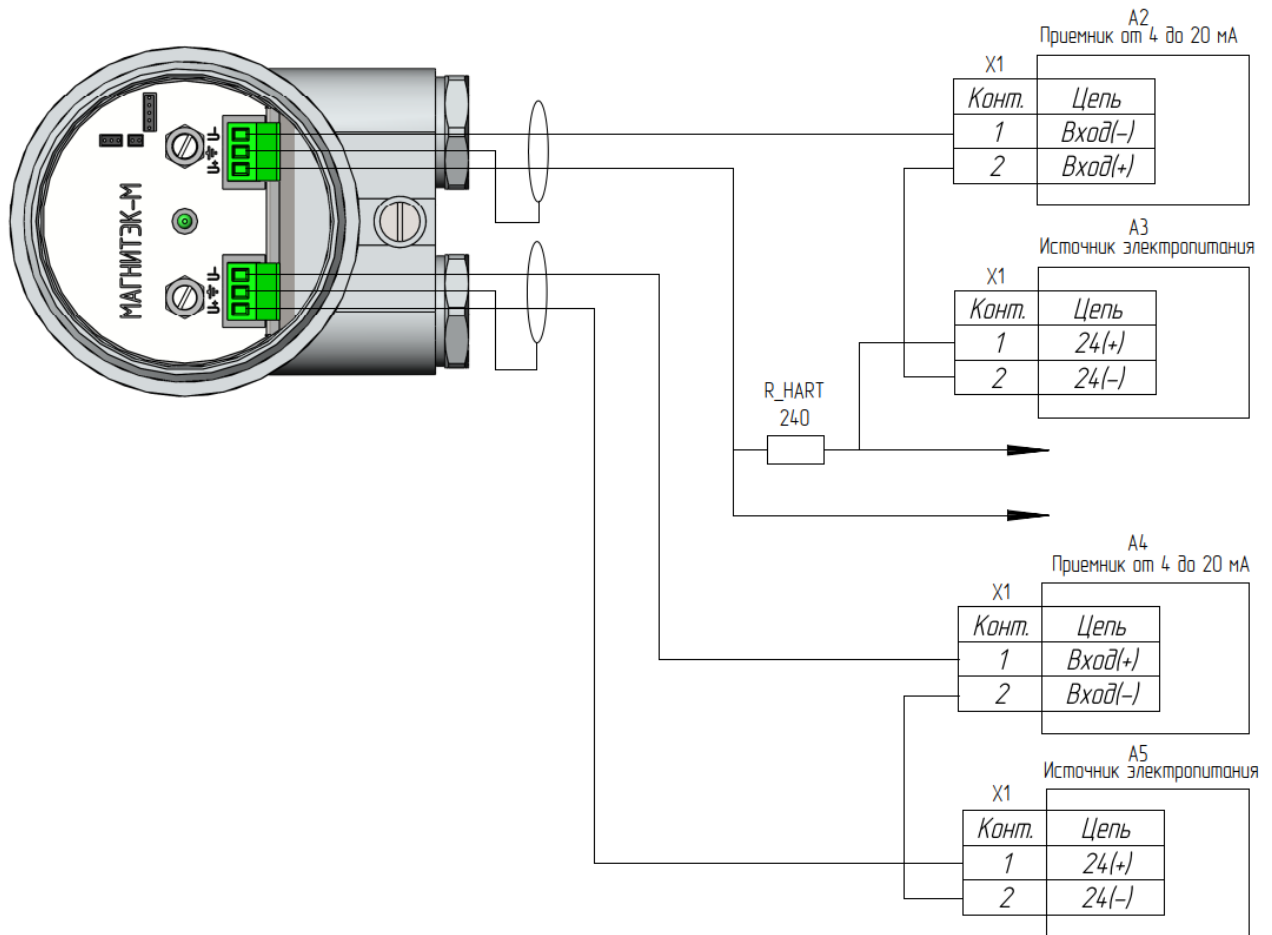 МАГНИТЭК-М
U-
U+
U-
U+
A2
Приемник от 4 до 20 мА
X1
Конт. Цепь
1 Вход(-)
2 Вход(+)
A3
Источник электропитания
X1
Конт. Цепь
1 24(+)
2 24(-)
R_HART
240
A4
Приемник от 4 до 20 мА
X1
Конт. Цепь
1 Вход(+)
2 Вход(-)
A5
Источник электропитания
X1
Конт. Цепь
1 24(+)
2 24(-)